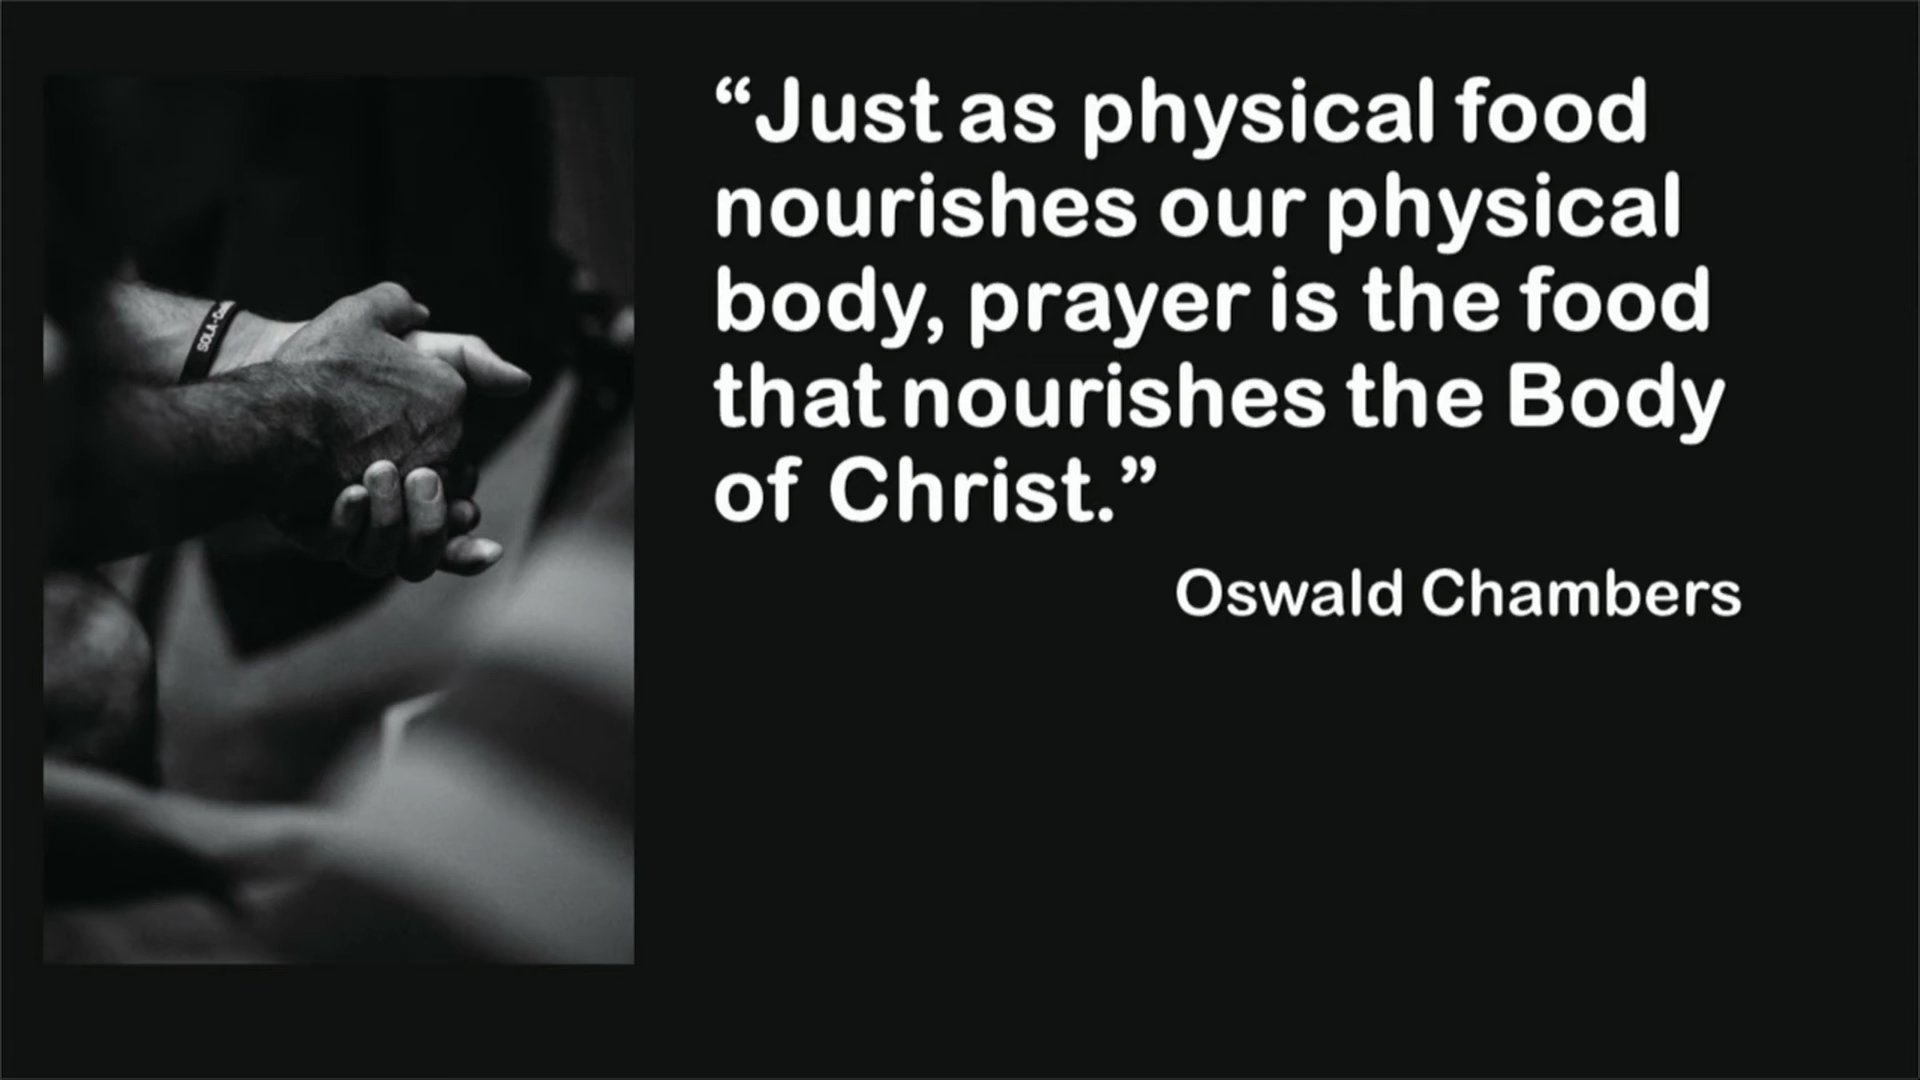 “Just as physical food
nourishes our physical
body, prayer is the food
that nourishes the Body
of Christ.”
Oswald Chambers
SOLA